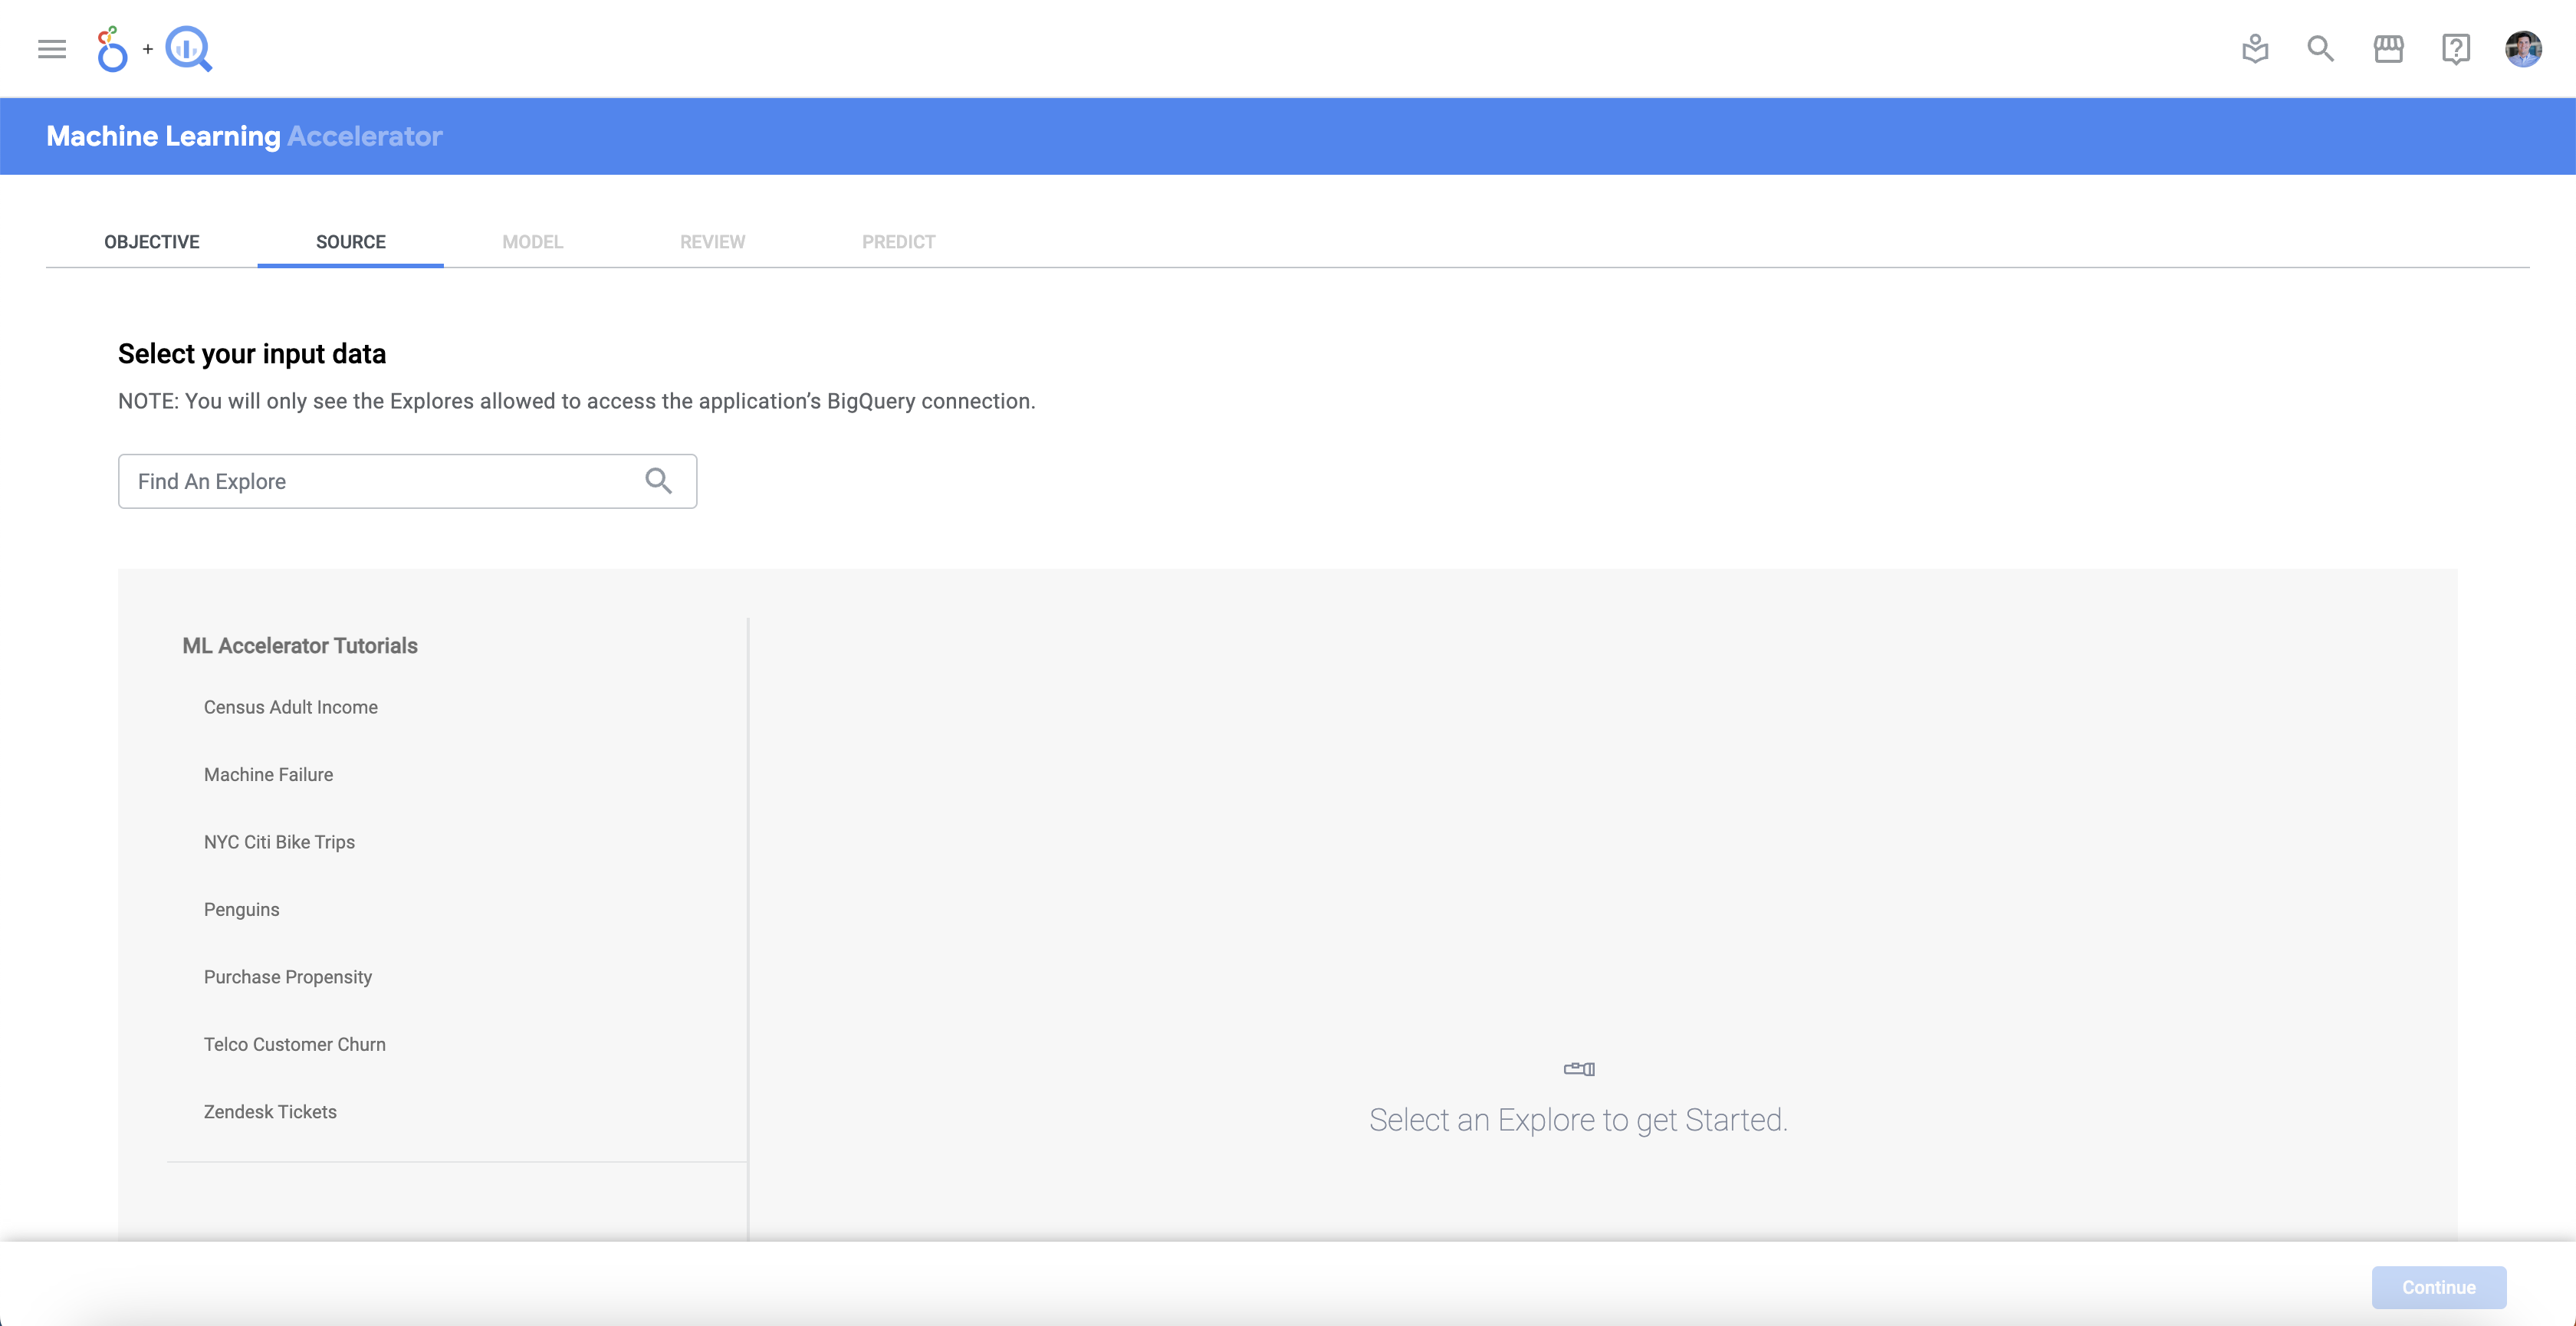 +
Machine Learning Accelerator
OBJECTIVE SOURCE MODEL REVIEW PREDICT
Select your input data
NOTE: You will only see the Explores allowed to access the application’s BigQuery connection.
Find An Explore
ML Accelerator Tutorials
Census Adult Income
Machine Failure
NYC Citi Bike Trips
Penguins
Purchase Propensity
Telco Customer Churn
Zendesk Tickets
Select an Explore to get Started.
Continue